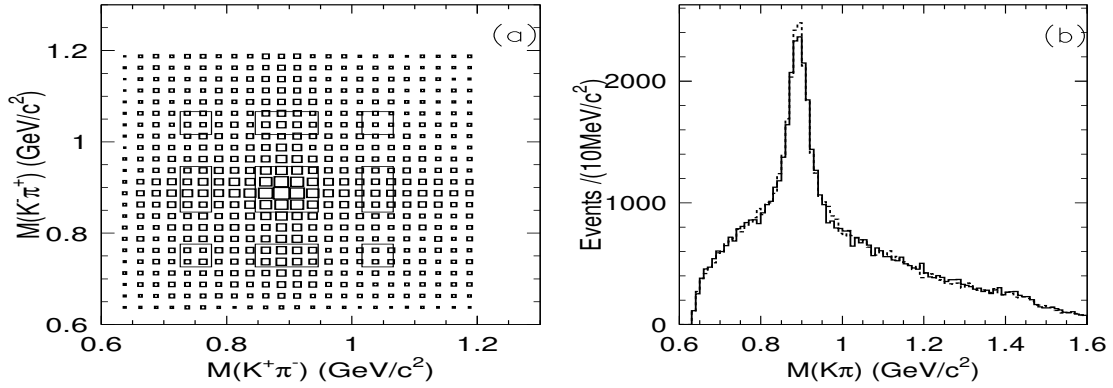 (a)
M(K⁻π⁺) (GeV/c²)
1.2
1
0.8
0.6
0.6 0.8 1 1.2
M(K⁺π⁻) (GeV/c²)
(b)
Events /(10MeV/c²)
2000
1000
0
0.6 0.8 1 1.2 1.4 1.6
M(Kπ) (GeV/c²)